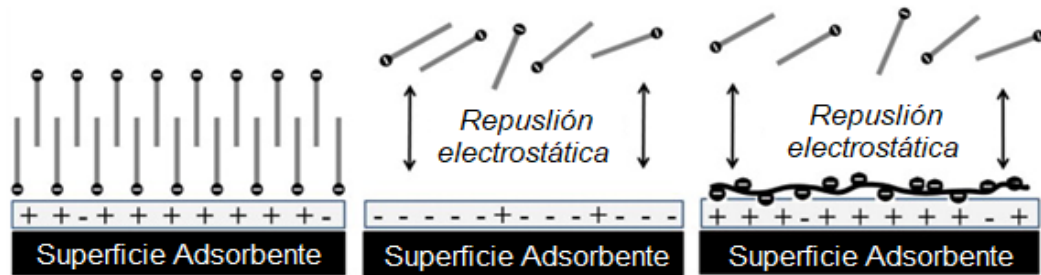 Repuslión
electrostática
Repuslión
electrostática
+ + - + + + + + + + + -
- - - - - - + - - - + - - -
+ + + - + + + + + + - +
Superficie Adsorbente
Superficie Adsorbente
Superficie Adsorbente